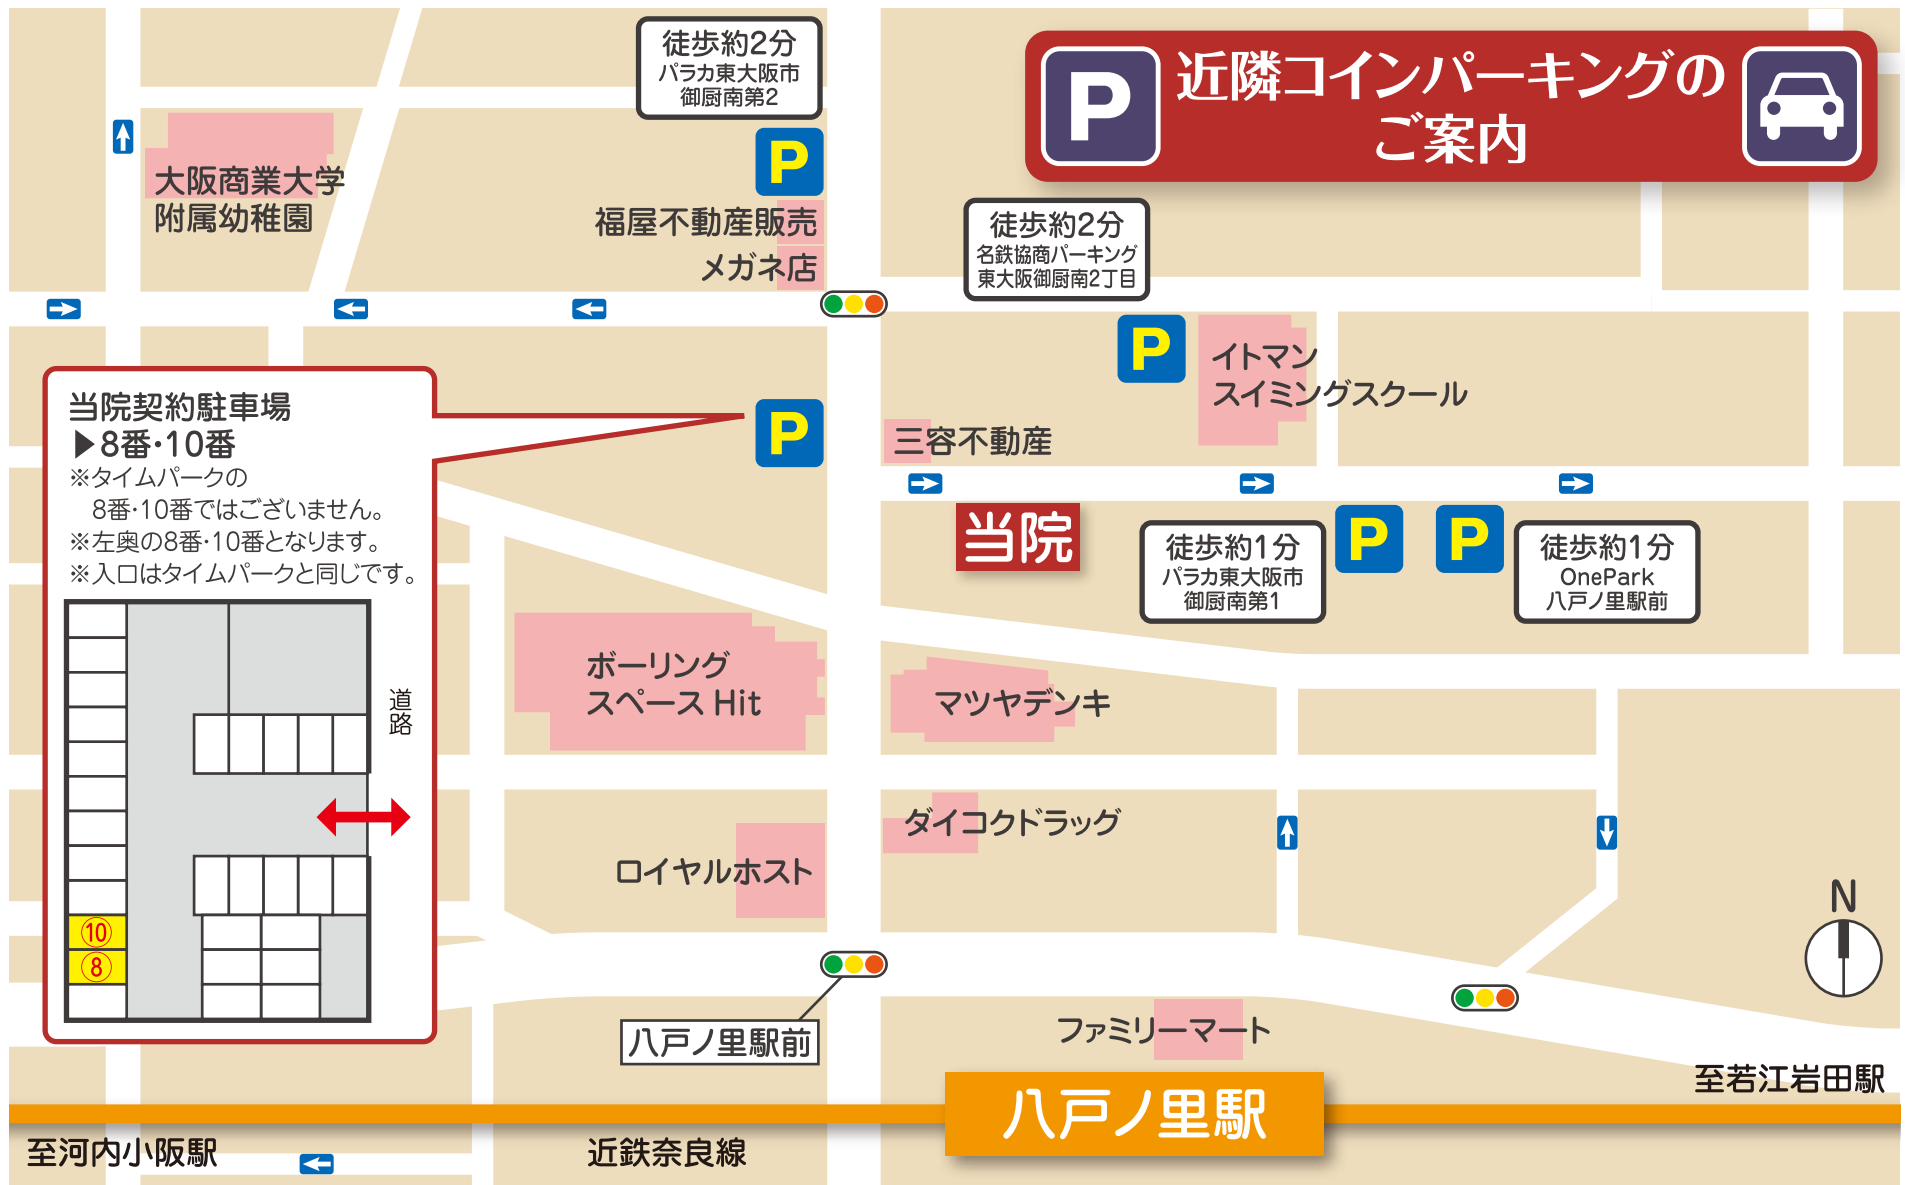 P
近隣コインパーキングの
ご案内
徒歩約2分
パラカ東大阪市
御厨南第2
P
大阪商業大学
附属幼稚園
福屋不動産販売
メガネ店
徒歩約2分
名鉄協商パーキング
東大阪御厨南2丁目
P
イトマン
スイミングスクール
当院契約駐車場
▶8番・10番
※タイムパークの
8番・10番ではございません。
※左奥の8番・10番となります。
※入口はタイムパークと同じです。
道路
⑩
⑧
P
三容不動産
当院
徒歩約1分
パラカ東大阪市
御厨南第1
P
P
徒歩約1分
OnePark
八戸ノ里駅前
ボーリング
スペース Hit
マツヤデンキ
ダイコクドラッグ
ロイヤルホスト
N
八戸ノ里駅前
ファミリーマート
至若江岩田駅
八戸ノ里駅
至河内小阪駅
近鉄奈良線